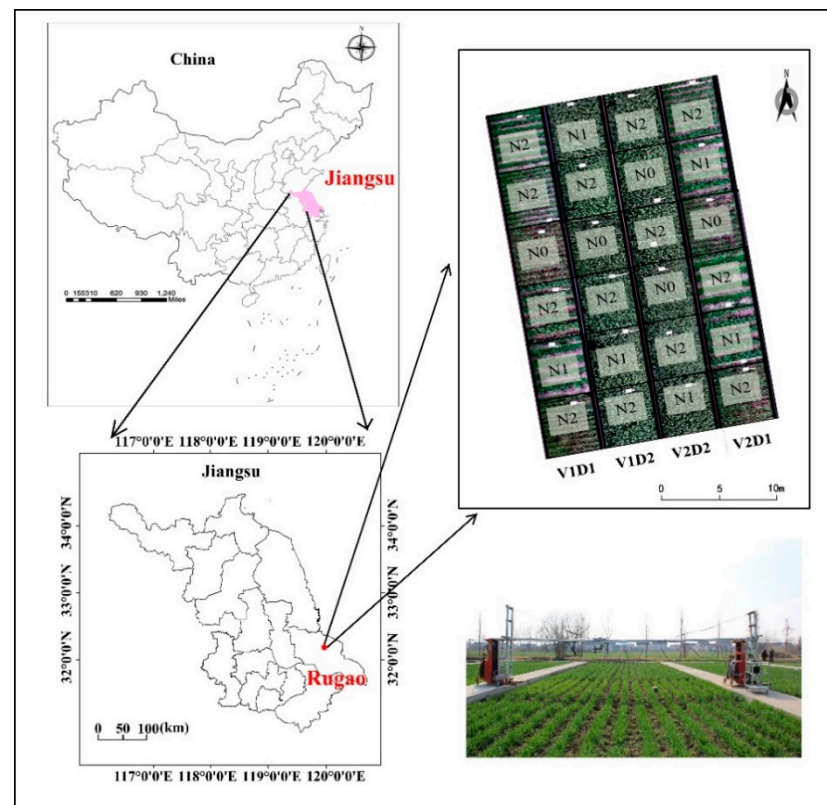 China
N
Jiangsu
0 155310 620 930 1,240
Miles
117°0'0"E 118°0'0"E 119°0'0"E 120°0'0"E
Jiangsu
34°0'0"N
33°0'0"N
32°0'0"N
34°0'0"N
33°0'0"N
32°0'0"N
Rugao
0 50 100(km)
117°0'0"E 118°0'0"E 119°0'0"E 120°0'0"E
N
N2 N1 N2 N2
N2 N2 N0 N1
N0 N0 N2 N0
N2 N2 N0 N2
N1 N1 N2 N1
N2 N2 N1 N2
V1D1 V1D2 V2D2 V2D1
0 5 10m